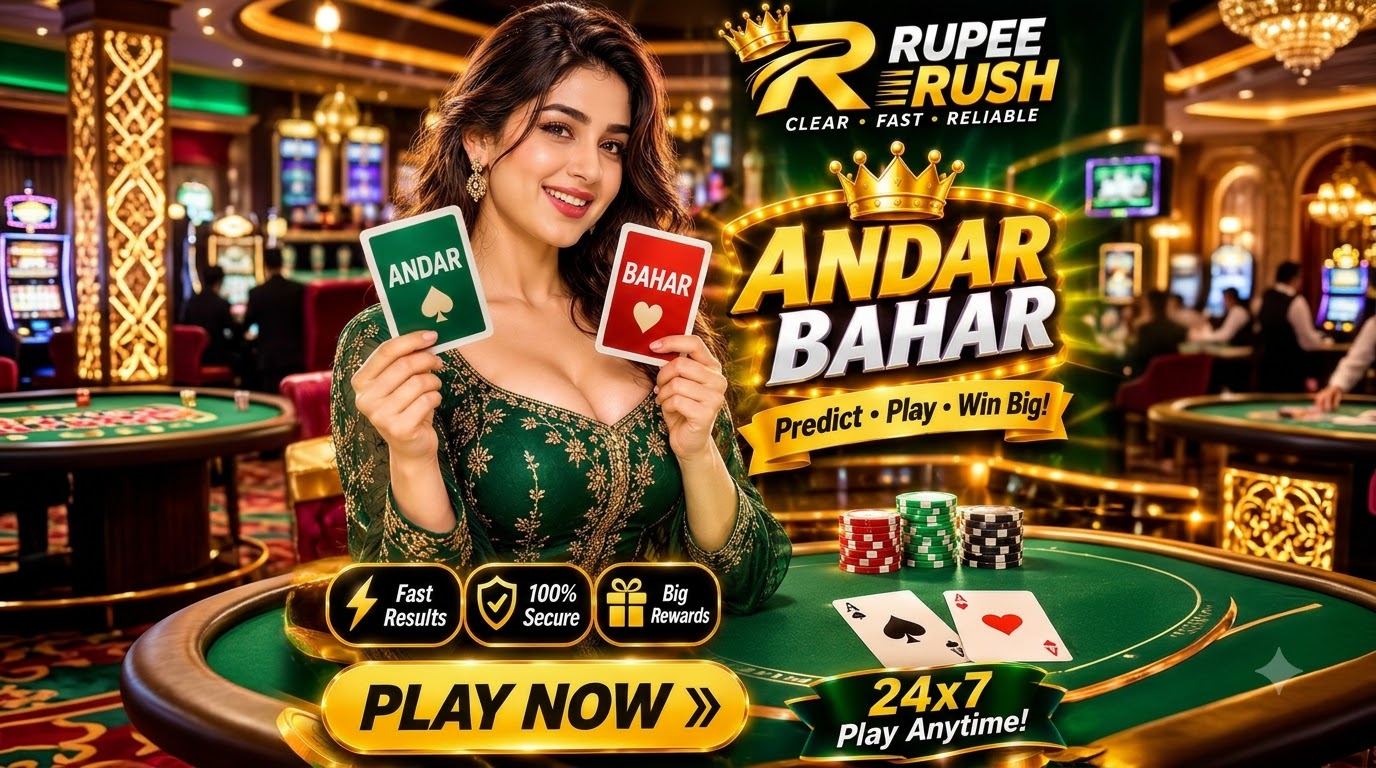 RUPEE
RUSH
CLEAR • FAST • RELIABLE
ANDAR
BAHAR
ANDAR
BAHAR
Predict • Play • Win Big!
Fast
Results
100%
Secure
Big
Rewards
PLAY NOW »
A
A
A
A
24x7
Play Anytime!